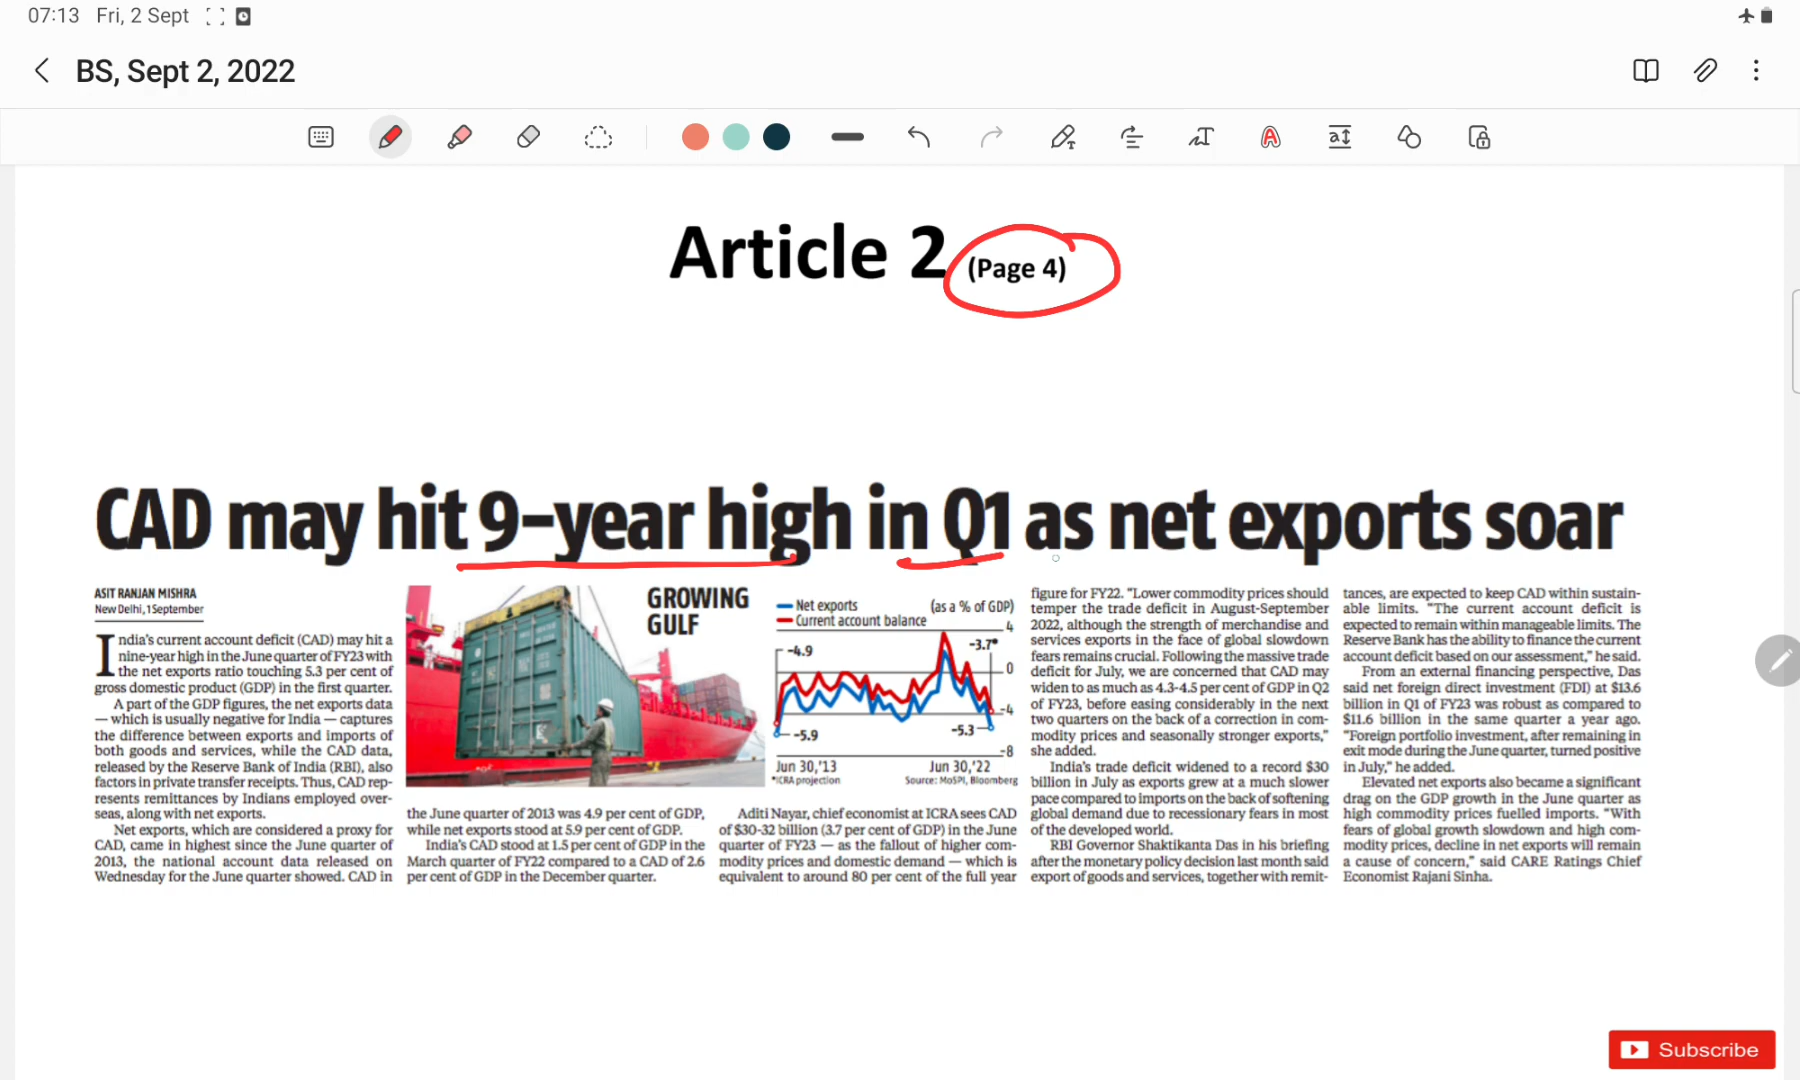 07:13 Fri, 2 Sept
BS, Sept 2, 2022
Article 2 (Page 4)
CAD may hit 9-year high in Q1 as net exports soar
ASIT RANJAN MISHRA
New Delhi, 1 September
India's current account deficit (CAD) may hit a
nine-year high in the June quarter of FY23 with
the net exports ratio touching 5.3 per cent of
gross domestic product (GDP) in the first quarter.
A part of the GDP figures, the net exports data
— which is usually negative for India — captures
the difference between exports and imports of
both goods and services, while the CAD data,
released by the Reserve Bank of India (RBI), also
factors in private transfer receipts. Thus, CAD rep-
resents remittances by Indians employed over-
seas, along with net exports.
Net exports, which are considered a proxy for
CAD, came in highest since the June quarter of
2013, the national account data released on
Wednesday for the June quarter showed. CAD in
GROWING
GULF
Net exports (as a % of GDP)
Current account balance
4
-4.9
-3.7*
0
-4
-5.9
-5.3
-8
Jun 30,'13 Jun 30,'22
*ICRA projection Source: MoSPI, Bloomberg
the June quarter of 2013 was 4.9 per cent of GDP,
while net exports stood at 5.9 per cent of GDP.
India's CAD stood at 1.5 per cent of GDP in the
March quarter of FY22 compared to a CAD of 2.6
per cent of GDP in the December quarter.
Aditi Nayar, chief economist at ICRA sees CAD
of $30-32 billion (3.7 per cent of GDP) in the June
quarter of FY23 — as the fallout of higher com-
modity prices and domestic demand — which is
equivalent to around 80 per cent of the full year
figure for FY22. "Lower commodity prices should
temper the trade deficit in August-September
2022, although the strength of merchandise and
services exports in the face of global slowdown
fears remains crucial. Following the massive trade
deficit for July, we are concerned that CAD may
widen to as much as 4.3-4.5 per cent of GDP in Q2
of FY23, before easing considerably in the next
two quarters on the back of a correction in com-
modity prices and seasonally stronger exports,"
she added.
India's trade deficit widened to a record $30
billion in July as exports grew at a much slower
pace compared to imports on the back of softening
global demand due to recessionary fears in most
of the developed world.
RBI Governor Shaktikanta Das in his briefing
after the monetary policy decision last month said
export of goods and services, together with remit-
tances, are expected to keep CAD within sustain-
able limits. "The current account deficit is
expected to remain within manageable limits. The
Reserve Bank has the ability to finance the current
account deficit based on our assessment," he said.
From an external financing perspective, Das
said net foreign direct investment (FDI) at $13.6
billion in Q1 of FY23 was robust as compared to
$11.6 billion in the same quarter a year ago.
"Foreign portfolio investment, after remaining in
exit mode during the June quarter, turned positive
in July," he added.
Elevated net exports also became a significant
drag on the GDP growth in the June quarter as
high commodity prices fuelled imports. "With
fears of global growth slowdown and high com-
modity prices, decline in net exports will remain
a cause of concern," said CARE Ratings Chief
Economist Rajani Sinha.
Subscribe